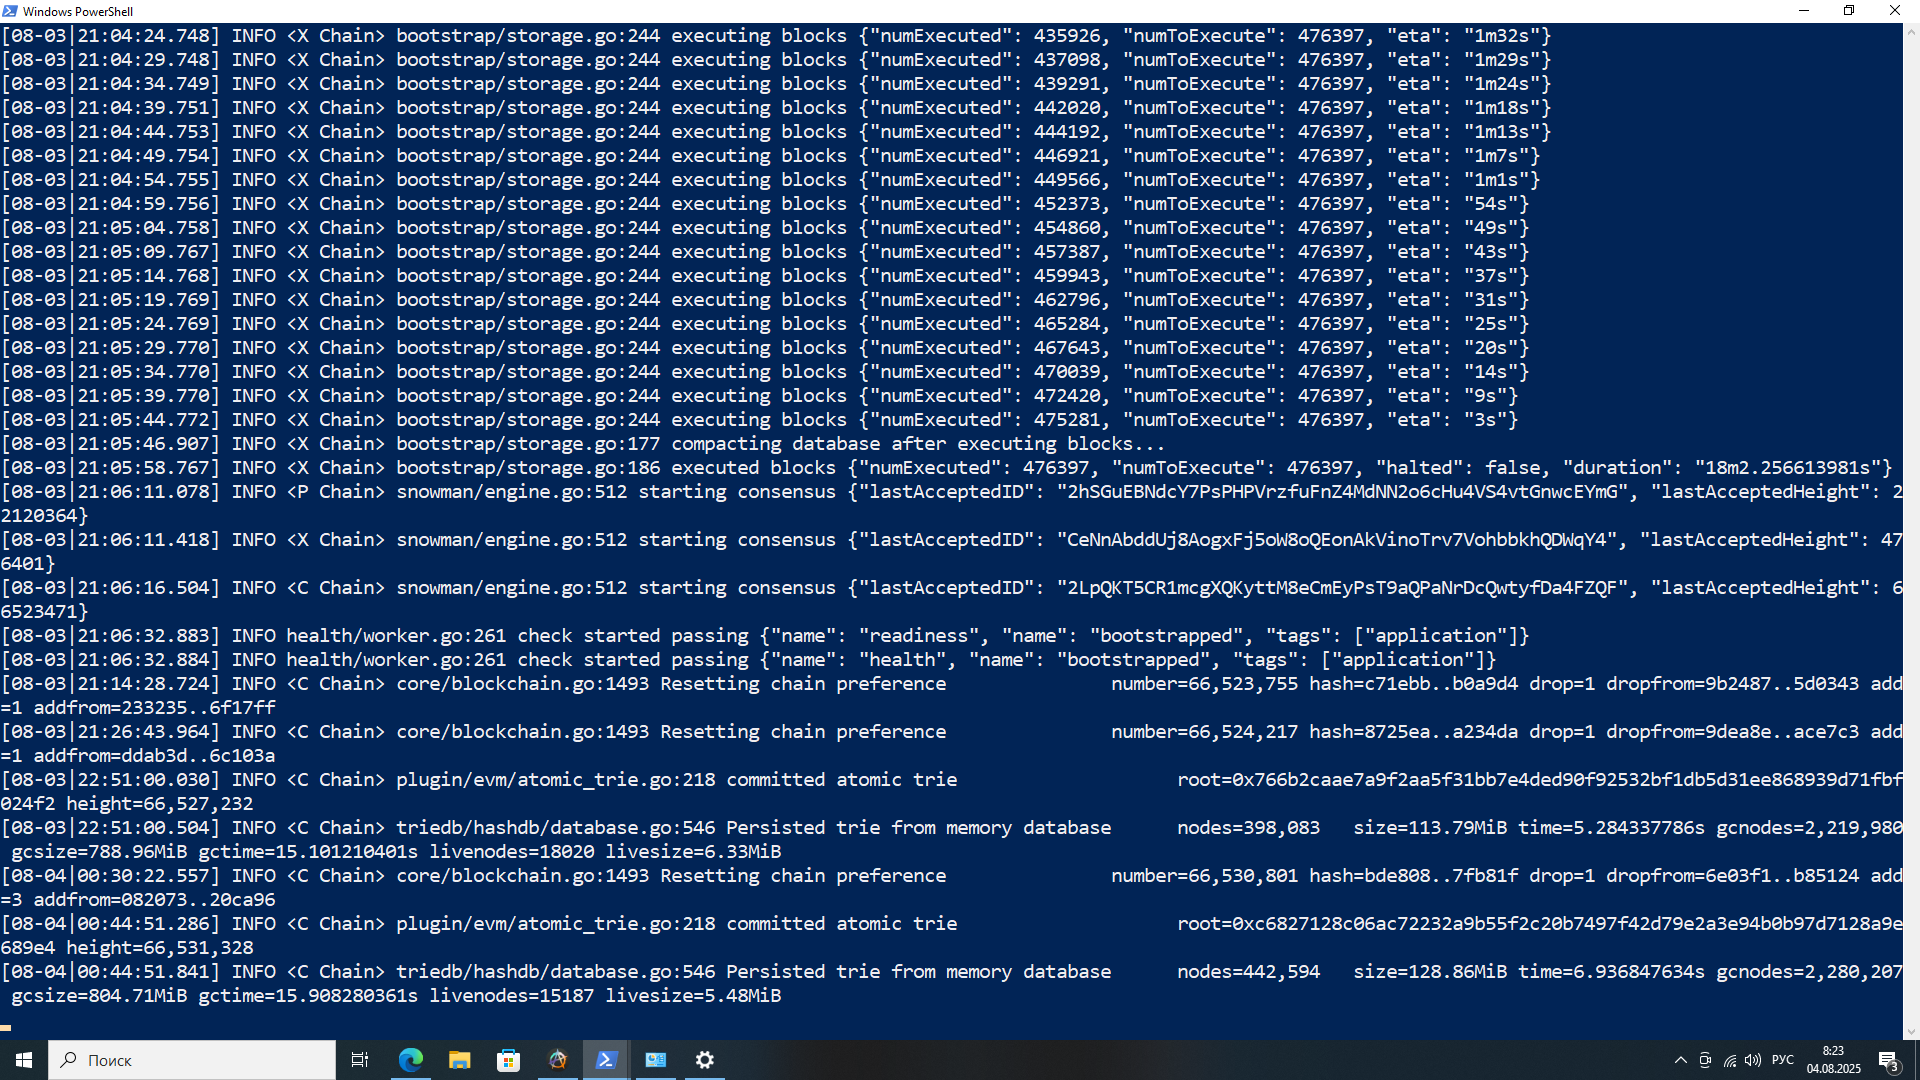 Windows PowerShell
[08-03|21:04:24.748] INFO <X Chain> bootstrap/storage.go:244 executing blocks {"numExecuted": 435926, "numToExecute": 476397, "eta": "1m32s"}
[08-03|21:04:29.748] INFO <X Chain> bootstrap/storage.go:244 executing blocks {"numExecuted": 437098, "numToExecute": 476397, "eta": "1m29s"}
[08-03|21:04:34.749] INFO <X Chain> bootstrap/storage.go:244 executing blocks {"numExecuted": 439291, "numToExecute": 476397, "eta": "1m24s"}
[08-03|21:04:39.751] INFO <X Chain> bootstrap/storage.go:244 executing blocks {"numExecuted": 442020, "numToExecute": 476397, "eta": "1m18s"}
[08-03|21:04:44.753] INFO <X Chain> bootstrap/storage.go:244 executing blocks {"numExecuted": 444192, "numToExecute": 476397, "eta": "1m13s"}
[08-03|21:04:49.754] INFO <X Chain> bootstrap/storage.go:244 executing blocks {"numExecuted": 446921, "numToExecute": 476397, "eta": "1m7s"}
[08-03|21:04:54.755] INFO <X Chain> bootstrap/storage.go:244 executing blocks {"numExecuted": 449566, "numToExecute": 476397, "eta": "1m1s"}
[08-03|21:04:59.756] INFO <X Chain> bootstrap/storage.go:244 executing blocks {"numExecuted": 452373, "numToExecute": 476397, "eta": "54s"}
[08-03|21:05:04.758] INFO <X Chain> bootstrap/storage.go:244 executing blocks {"numExecuted": 454860, "numToExecute": 476397, "eta": "49s"}
[08-03|21:05:09.767] INFO <X Chain> bootstrap/storage.go:244 executing blocks {"numExecuted": 457387, "numToExecute": 476397, "eta": "43s"}
[08-03|21:05:14.768] INFO <X Chain> bootstrap/storage.go:244 executing blocks {"numExecuted": 459943, "numToExecute": 476397, "eta": "37s"}
[08-03|21:05:19.769] INFO <X Chain> bootstrap/storage.go:244 executing blocks {"numExecuted": 462796, "numToExecute": 476397, "eta": "31s"}
[08-03|21:05:24.769] INFO <X Chain> bootstrap/storage.go:244 executing blocks {"numExecuted": 465284, "numToExecute": 476397, "eta": "25s"}
[08-03|21:05:29.770] INFO <X Chain> bootstrap/storage.go:244 executing blocks {"numExecuted": 467643, "numToExecute": 476397, "eta": "20s"}
[08-03|21:05:34.770] INFO <X Chain> bootstrap/storage.go:244 executing blocks {"numExecuted": 470039, "numToExecute": 476397, "eta": "14s"}
[08-03|21:05:39.770] INFO <X Chain> bootstrap/storage.go:244 executing blocks {"numExecuted": 472420, "numToExecute": 476397, "eta": "9s"}
[08-03|21:05:44.772] INFO <X Chain> bootstrap/storage.go:244 executing blocks {"numExecuted": 475281, "numToExecute": 476397, "eta": "3s"}
[08-03|21:05:46.907] INFO <X Chain> bootstrap/storage.go:177 compacting database after executing blocks...
[08-03|21:05:58.767] INFO <X Chain> bootstrap/storage.go:186 executed blocks {"numExecuted": 476397, "numToExecute": 476397, "halted": false, "duration": "18m2.256613981s"}
[08-03|21:06:11.078] INFO <P Chain> snowman/engine.go:512 starting consensus {"lastAcceptedID": "2hSGuEBNdcY7PsPHPVrzfuFnZ4MdNN2o6cHu4VS4vtGnwcEYmG", "lastAcceptedHeight": 2
2120364}
[08-03|21:06:11.418] INFO <X Chain> snowman/engine.go:512 starting consensus {"lastAcceptedID": "CeNnAbddUj8AogxFj5oW8oQEonAkVinoTrv7VohbbkhQDWqY4", "lastAcceptedHeight": 47
6401}
[08-03|21:06:16.504] INFO <C Chain> snowman/engine.go:512 starting consensus {"lastAcceptedID": "2LpQKT5CR1mcgXQKyttM8eCmEyPsT9aQPaNrDcQwtyfDa4FZQF", "lastAcceptedHeight": 6
6523471}
[08-03|21:06:32.883] INFO health/worker.go:261 check started passing {"name": "readiness", "name": "bootstrapped", "tags": ["application"]}
[08-03|21:06:32.884] INFO health/worker.go:261 check started passing {"name": "health", "name": "bootstrapped", "tags": ["application"]}
[08-03|21:14:28.724] INFO <C Chain> core/blockchain.go:1493 Resetting chain preference number=66,523,755 hash=c71ebb..b0a9d4 drop=1 dropfrom=9b2487..5d0343 add
=1 addfrom=233235..6f17ff
[08-03|21:26:43.964] INFO <C Chain> core/blockchain.go:1493 Resetting chain preference number=66,524,217 hash=8725ea..a234da drop=1 dropfrom=9dea8e..ace7c3 add
=1 addfrom=ddab3d..6c103a
[08-03|22:51:00.030] INFO <C Chain> plugin/evm/atomic_trie.go:218 committed atomic trie root=0x766b2caae7a9f2aa5f31bb7e4ded90f92532bf1db5d31ee868939d71fbf
024f2 height=66,527,232
[08-03|22:51:00.504] INFO <C Chain> triedb/hashdb/database.go:546 Persisted trie from memory database nodes=398,083 size=113.79MiB time=5.284337786s gcnodes=2,219,980
gcsize=788.96MiB gctime=15.101210401s livenodes=18020 livesize=6.33MiB
[08-04|00:30:22.557] INFO <C Chain> core/blockchain.go:1493 Resetting chain preference number=66,530,801 hash=bde808..7fb81f drop=1 dropfrom=6e03f1..b85124 add
=3 addfrom=082073..20ca96
[08-04|00:44:51.286] INFO <C Chain> plugin/evm/atomic_trie.go:218 committed atomic trie root=0xc6827128c06ac72232a9b55f2c20b7497f42d79e2a3e94b0b97d7128a9e
689e4 height=66,531,328
[08-04|00:44:51.841] INFO <C Chain> triedb/hashdb/database.go:546 Persisted trie from memory database nodes=442,594 size=128.86MiB time=6.936847634s gcnodes=2,280,207
gcsize=804.71MiB gctime=15.908280361s livenodes=15187 livesize=5.48MiB
Поиск
РУС
8:23
04.08.2025
3